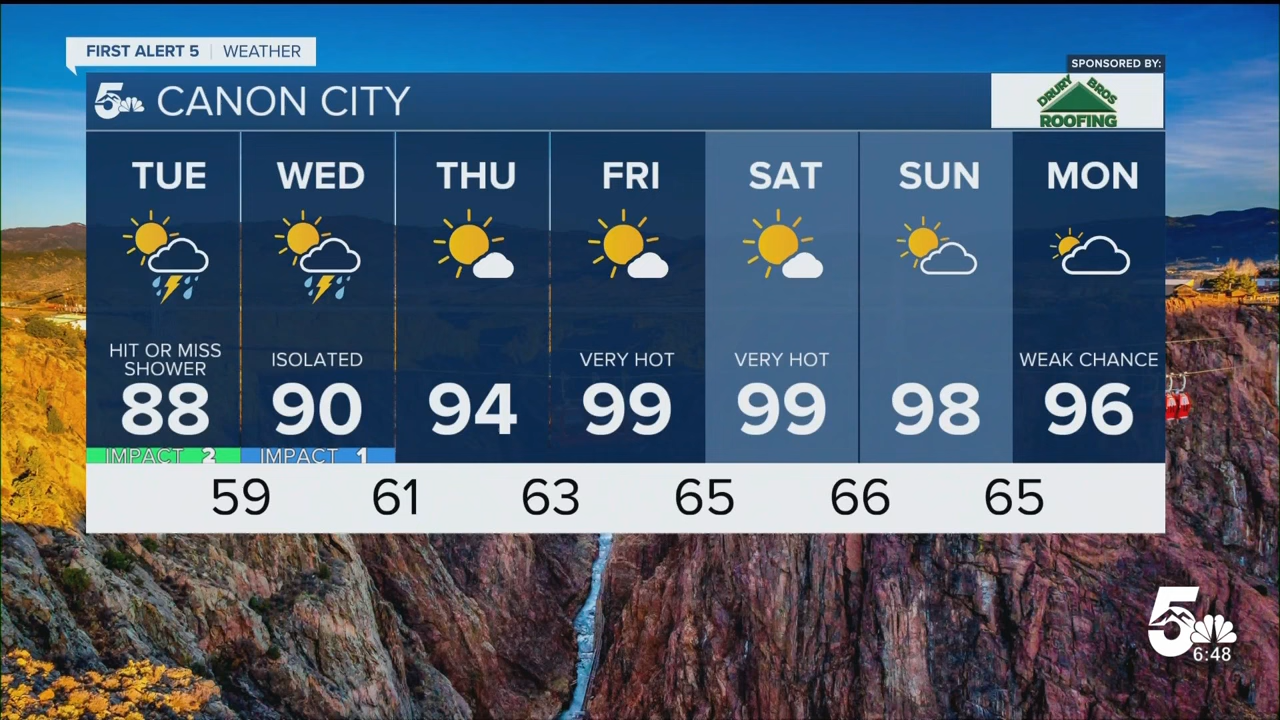 FIRST ALERT 5 | WEATHER
SPONSORED BY:
5 CANON CITY
DRURY BROS
ROOFING
TUE WED THU FRI SAT SUN MON
HIT OR MISS
SHOWER
ISOLATED VERY HOT VERY HOT WEAK CHANCE
88 90 94 99 99 98 96
IMPACT 2 IMPACT 1
59 61 63 65 66 65
5
6:48